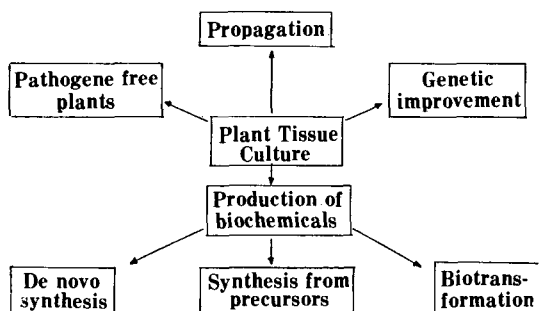 Propagation
Pathogene free
plants
Genetic
improvement
Plant Tissue
Culture
Production of
biochemicals
De novo
synthesis
Synthesis from
precursors
Biotrans-
formation